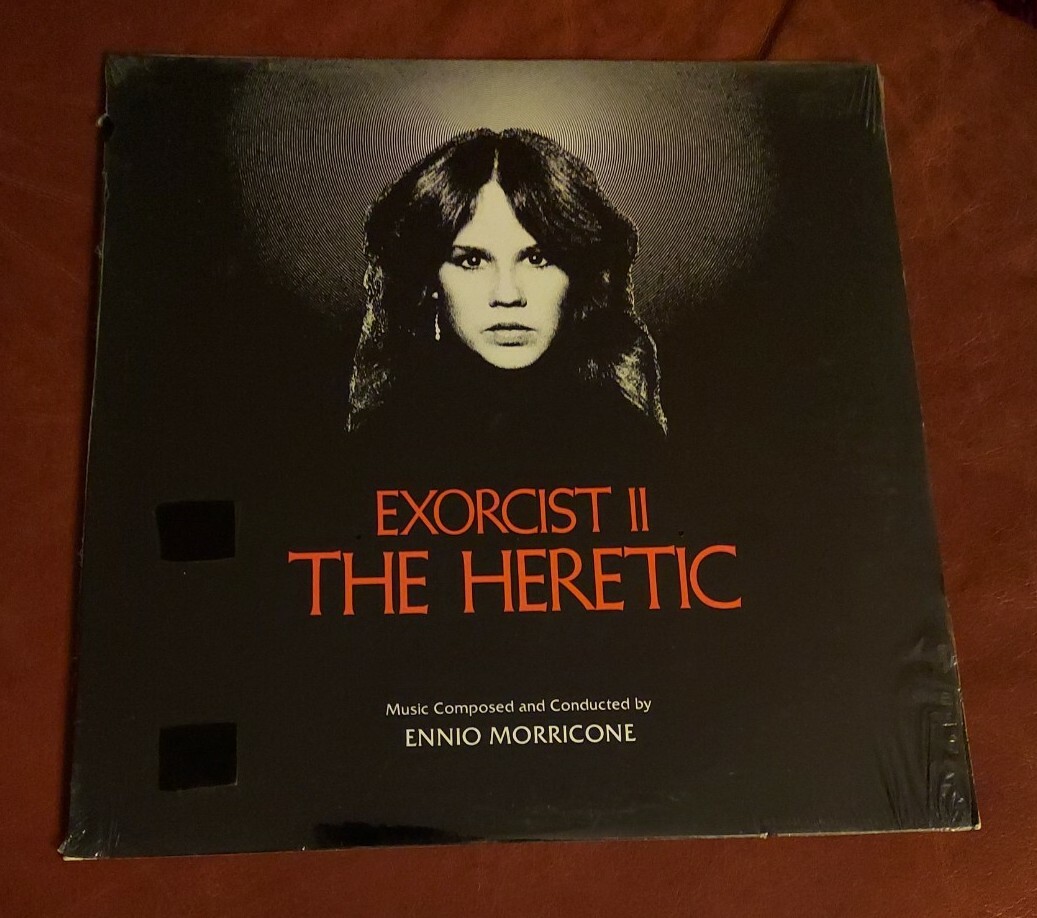 EXORCIST II
THE HERETIC
Music Composed and Conducted by
ENNIO MORRICONE